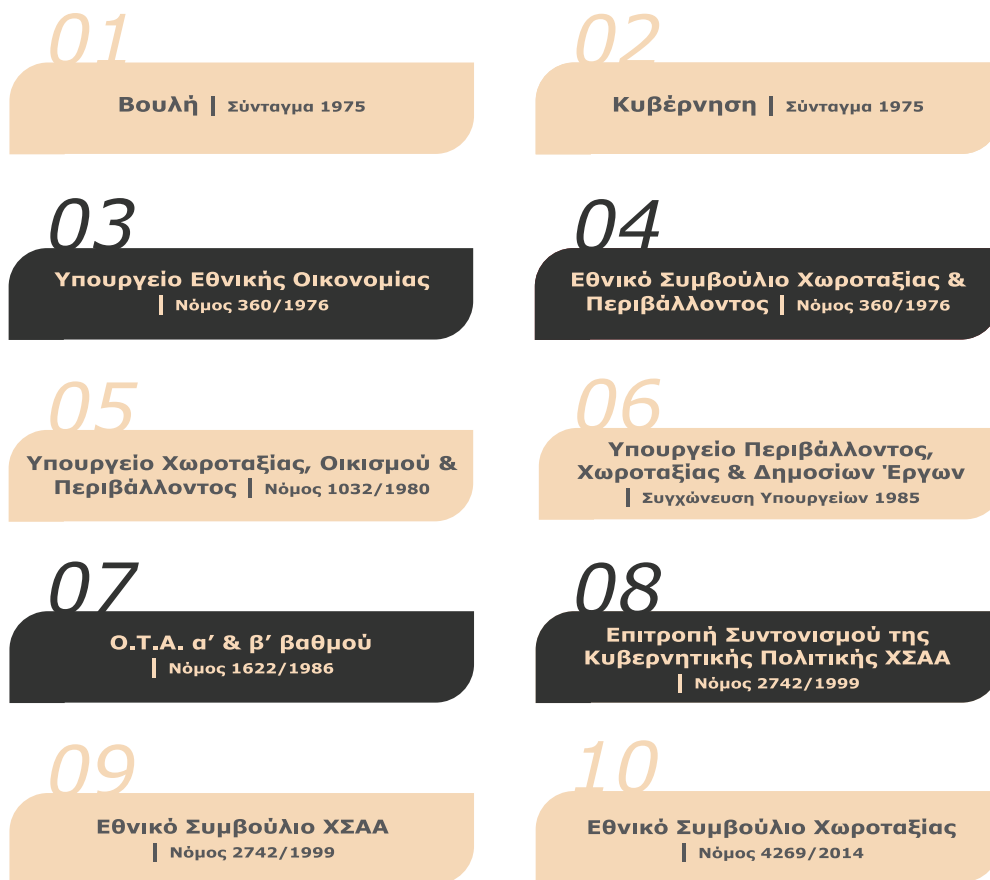 01
Βουλή | Σύνταγμα 1975
02
Κυβέρνηση | Σύνταγμα 1975
03
Υπουργείο Εθνικής Οικονομίας
| Νόμος 360/1976
04
Εθνικό Συμβούλιο Χωροταξίας &
Περιβάλλοντος | Νόμος 360/1976
05
Υπουργείο Χωροταξίας, Οικισμού &
Περιβάλλοντος | Νόμος 1032/1980
06
Υπουργείο Περιβάλλοντος,
Χωροταξίας & Δημοσίων Έργων
| Συγχώνευση Υπουργείων 1985
07
Ο.Τ.Α. α’ & β’ βαθμού
| Νόμος 1622/1986
08
Επιτροπή Συντονισμού της
Κυβερνητικής Πολιτικής ΧΣΑΑ
| Νόμος 2742/1999
09
Εθνικό Συμβούλιο ΧΣΑΑ
| Νόμος 2742/1999
10
Εθνικό Συμβούλιο Χωροταξίας
| Νόμος 4269/2014